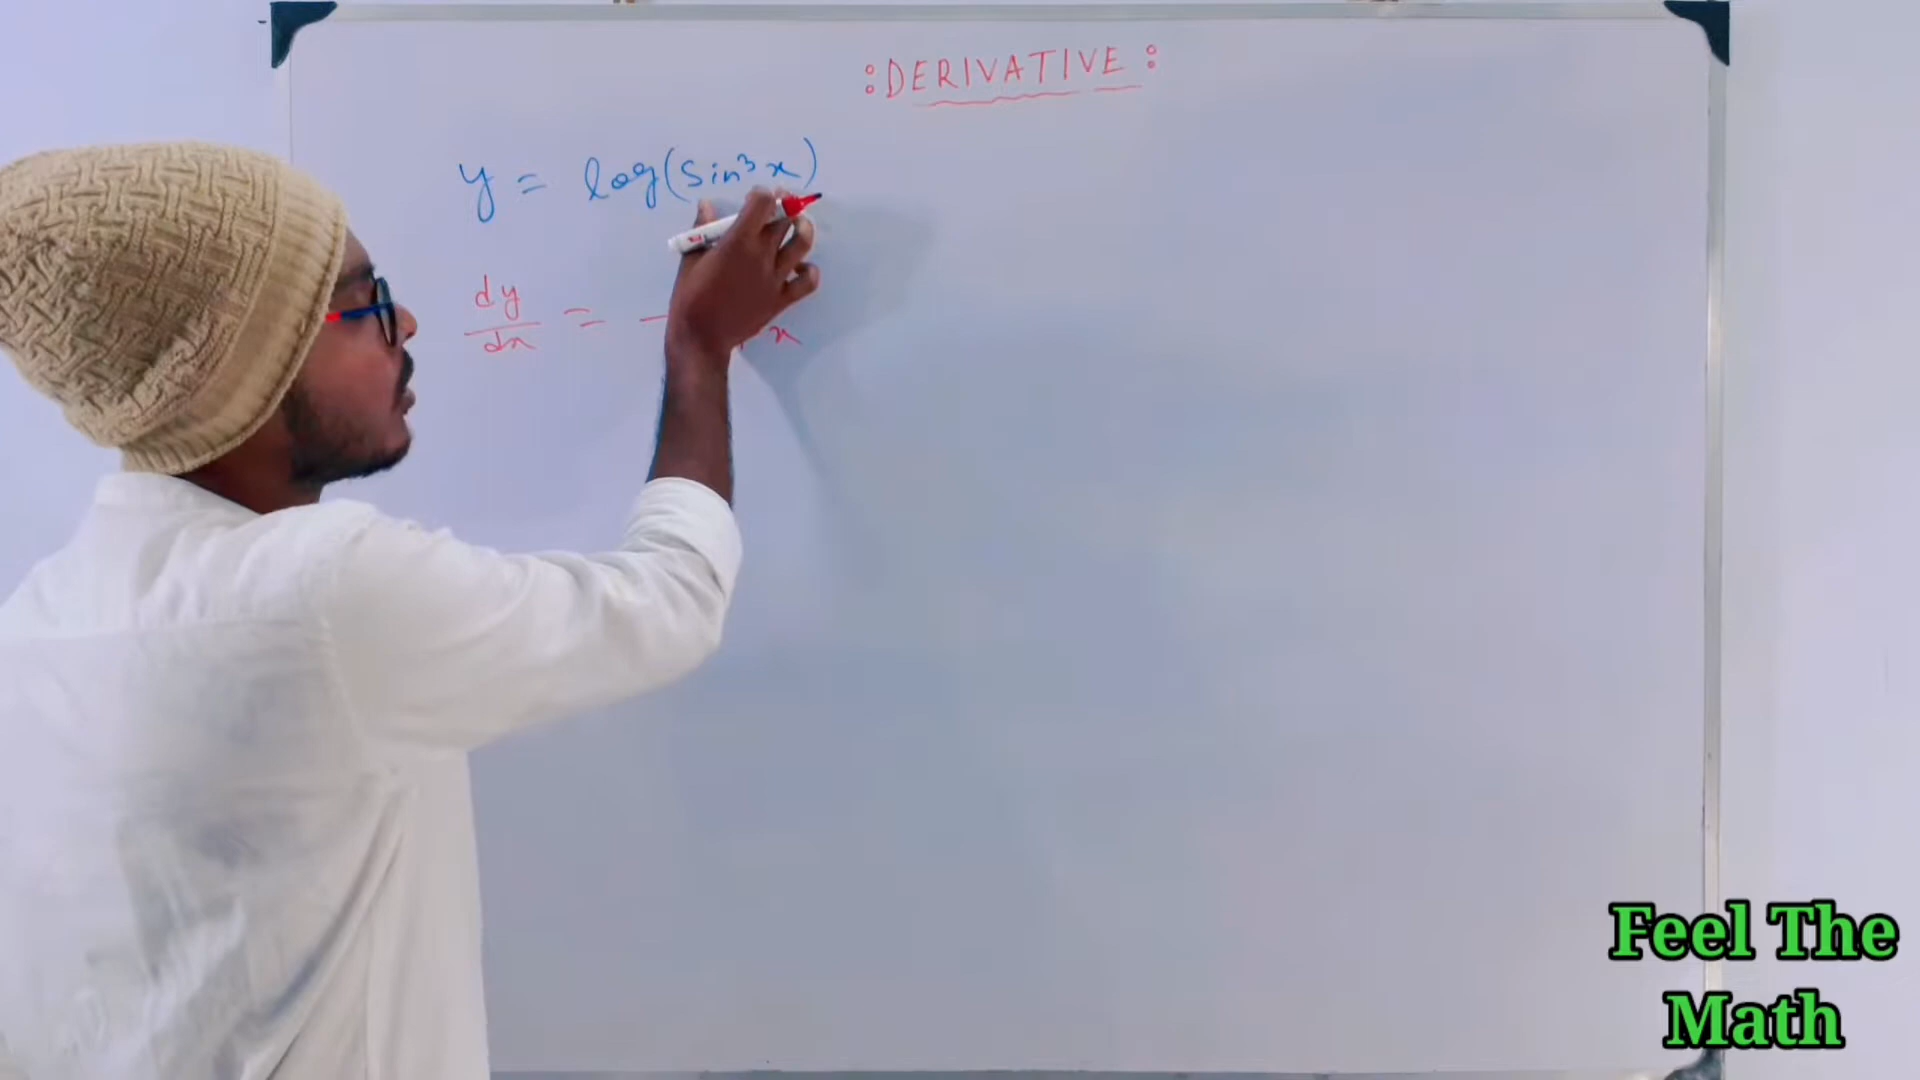 :DERIVATIVE:
y = log(sin³x)
dy/dx = — x
Feel The
Math